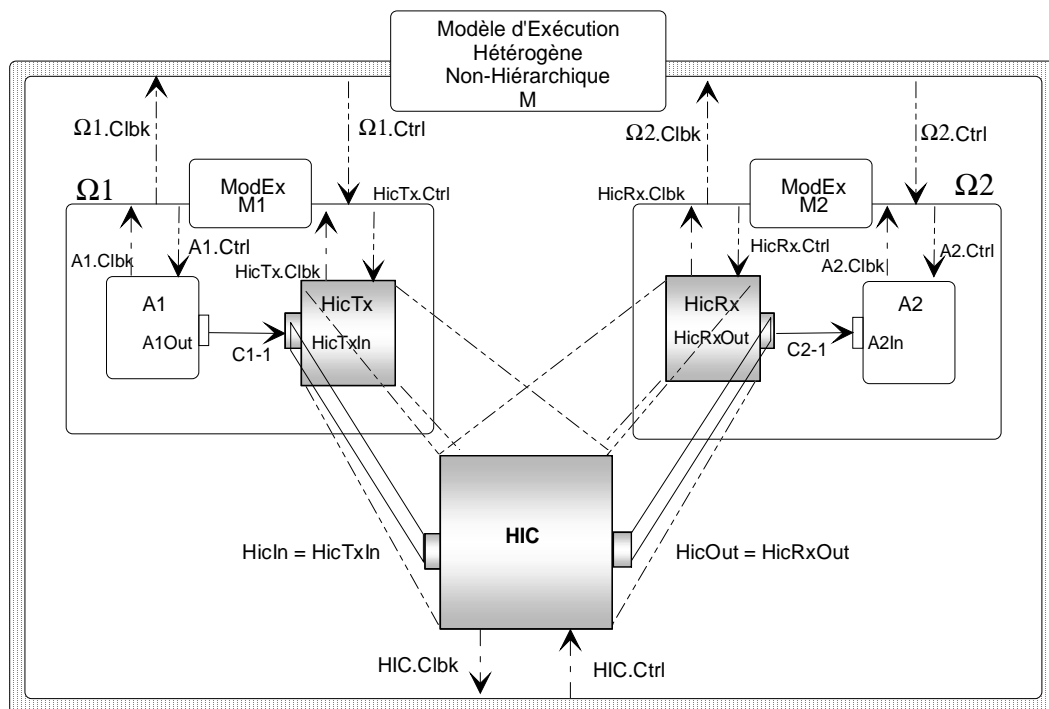 Modèle d'Exécution
Hétérogène
Non-Hiérarchique
M
Ω1.Clbk
Ω1.Ctrl
Ω2.Clbk
Ω2.Ctrl
Ω1
ModEx
M1
HicTx.Ctrl
HicRx.Clbk
ModEx
M2
Ω2
A1.Clbk
A1.Ctrl
HicTx.Clbk
HicRx.Ctrl
A2.Clbk
A2.Ctrl
A1
A1Out
C1-1
HicTx
HicTxIn
HicRx
HicRxOut
C2-1
A2
A2In
HIC
HicIn = HicTxIn
HicOut = HicRxOut
HIC.Clbk
HIC.Ctrl